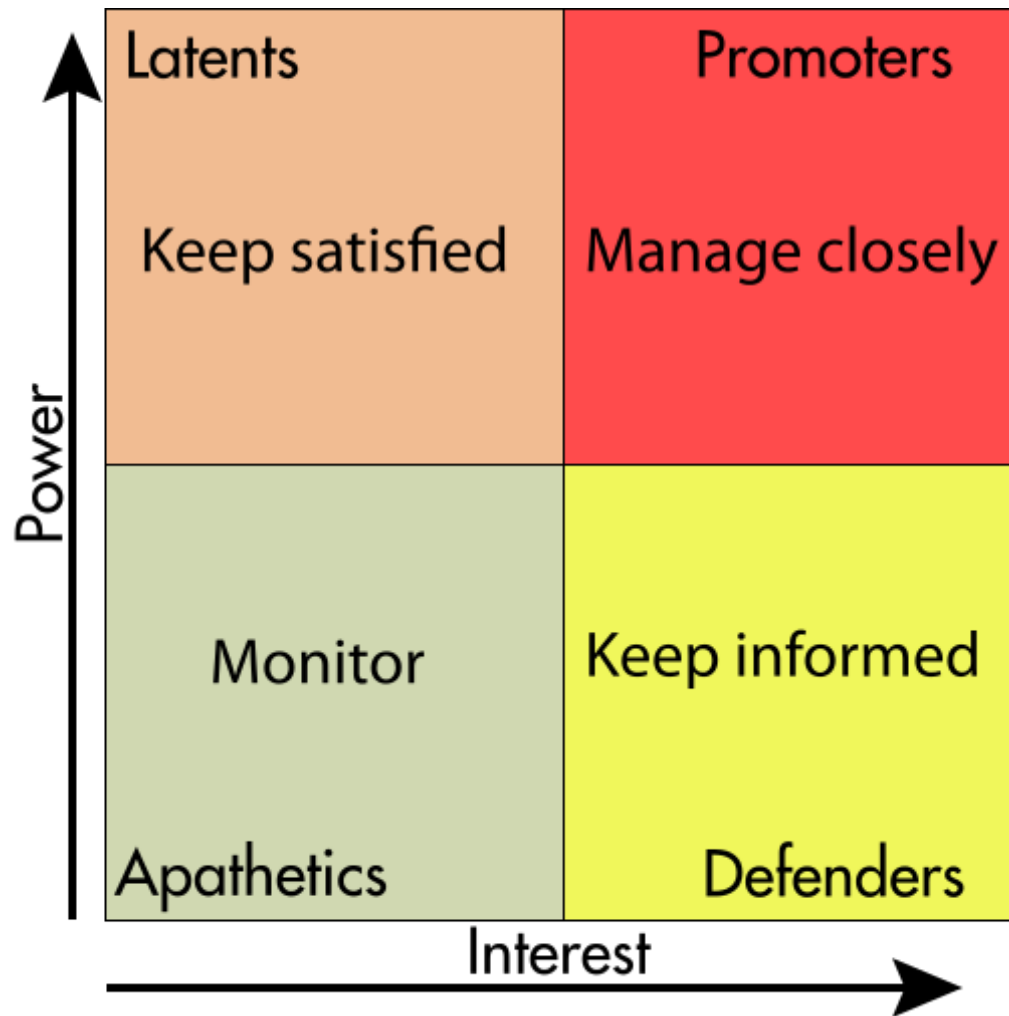 Latents
Promoters
Keep satisfied
Manage closely
Power
Monitor
Keep informed
Apathetics
Defenders
Interest